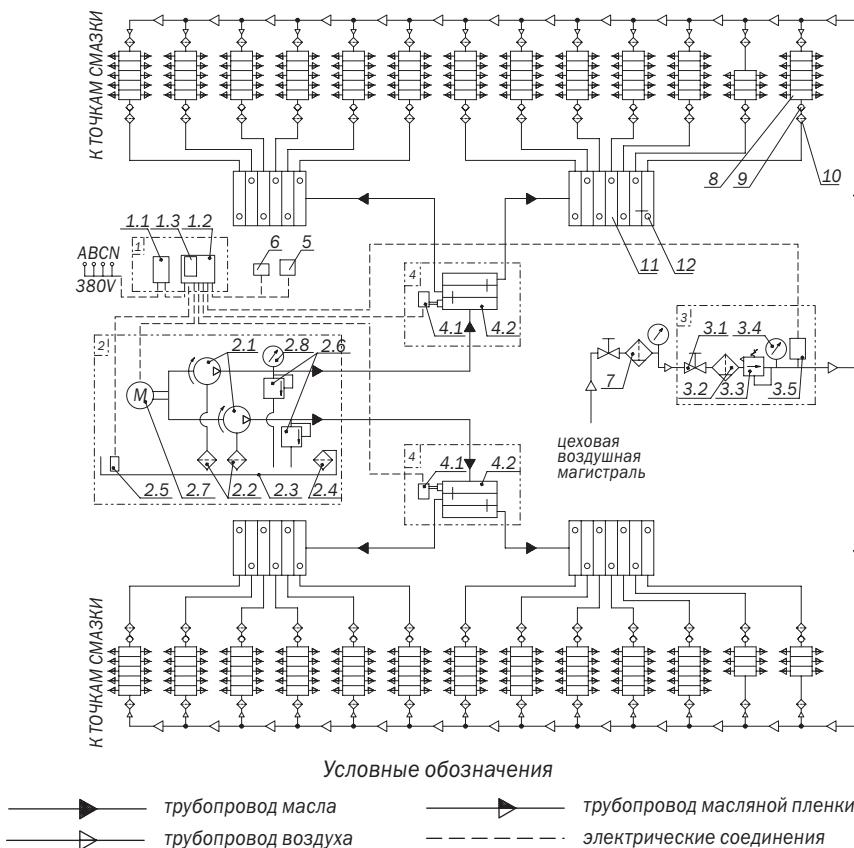 К ТОЧКАМ СМАЗКИ
8
9
10
11
12
1.1
1.3
1.2
6
5
1
ABCN
380V
4
4.1
4.2
3
3.1
3.4
7
3.2
3.3
3.5
2
2.1
2.8
2.6
M
цеховая
воздушная
магистраль
4
4.1
4.2
2.5
2.7
2.2
2.3
2.4
К ТОЧКАМ СМАЗКИ
Условные обозначения
трубопровод масла
трубопровод масляной пленки
трубопровод воздуха
электрические соединения